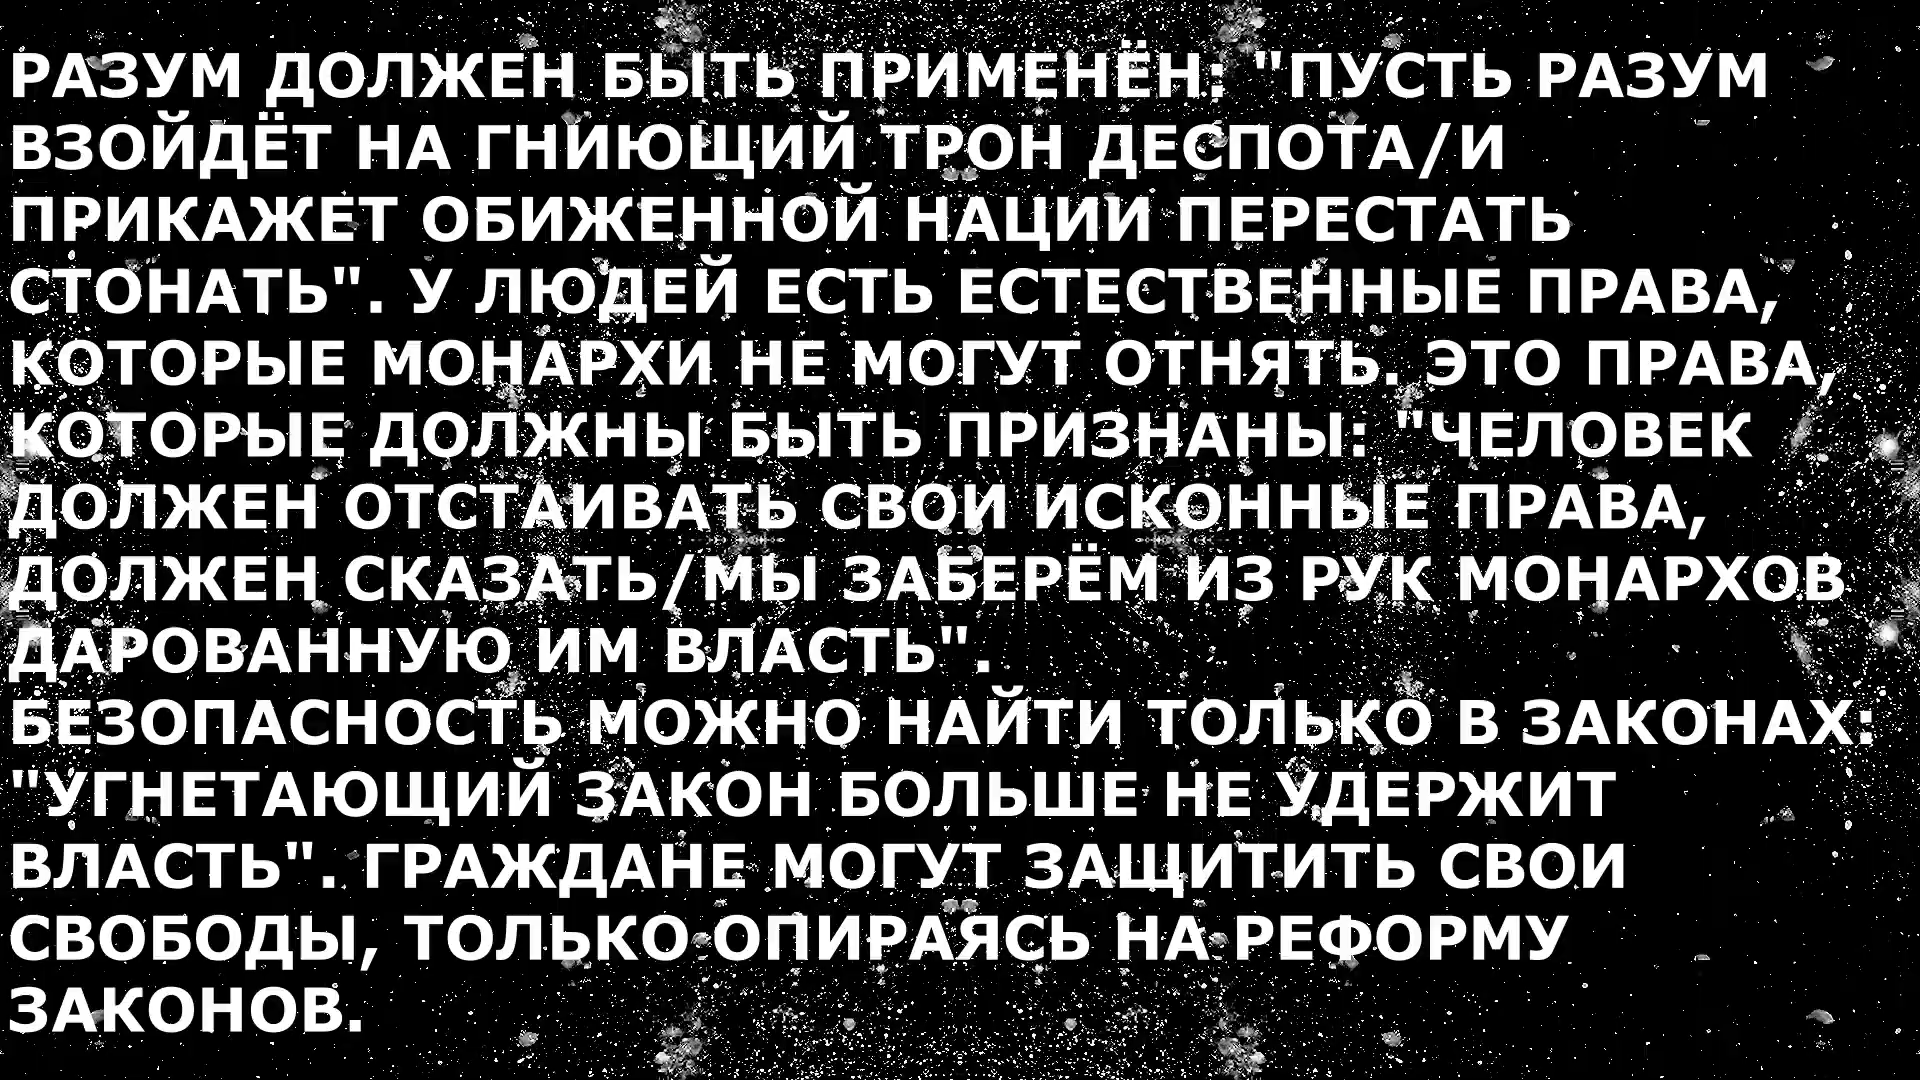 РАЗУМ ДОЛЖЕН БЫТЬ ПРИМЕНЁН: "ПУСТЬ РАЗУМ
ВЗОЙДЁТ НА ГНИЮЩИЙ ТРОН ДЕСПОТА/И
ПРИКАЖЕТ ОБИЖЕННОЙ НАЦИИ ПЕРЕСТАТЬ
СТОНАТЬ". У ЛЮДЕЙ ЕСТЬ ЕСТЕСТВЕННЫЕ ПРАВА,
КОТОРЫЕ МОНАРХИ НЕ МОГУТ ОТНЯТЬ. ЭТО ПРАВА,
КОТОРЫЕ ДОЛЖНЫ БЫТЬ ПРИЗНАНЫ: "ЧЕЛОВЕК
ДОЛЖЕН ОТСТАИВАТЬ СВОИ ИСКОННЫЕ ПРАВА,
ДОЛЖЕН СКАЗАТЬ/МЫ ЗАБЕРЁМ ИЗ РУК МОНАРХОВ
ДАРОВАННУЮ ИМ ВЛАСТЬ".
БЕЗОПАСНОСТЬ МОЖНО НАЙТИ ТОЛЬКО В ЗАКОНАХ:
"УГНЕТАЮЩИЙ ЗАКОН БОЛЬШЕ НЕ УДЕРЖИТ
ВЛАСТЬ". ГРАЖДАНЕ МОГУТ ЗАЩИТИТЬ СВОИ
СВОБОДЫ, ТОЛЬКО ОПИРАЯСЬ НА РЕФОРМУ
ЗАКОНОВ.